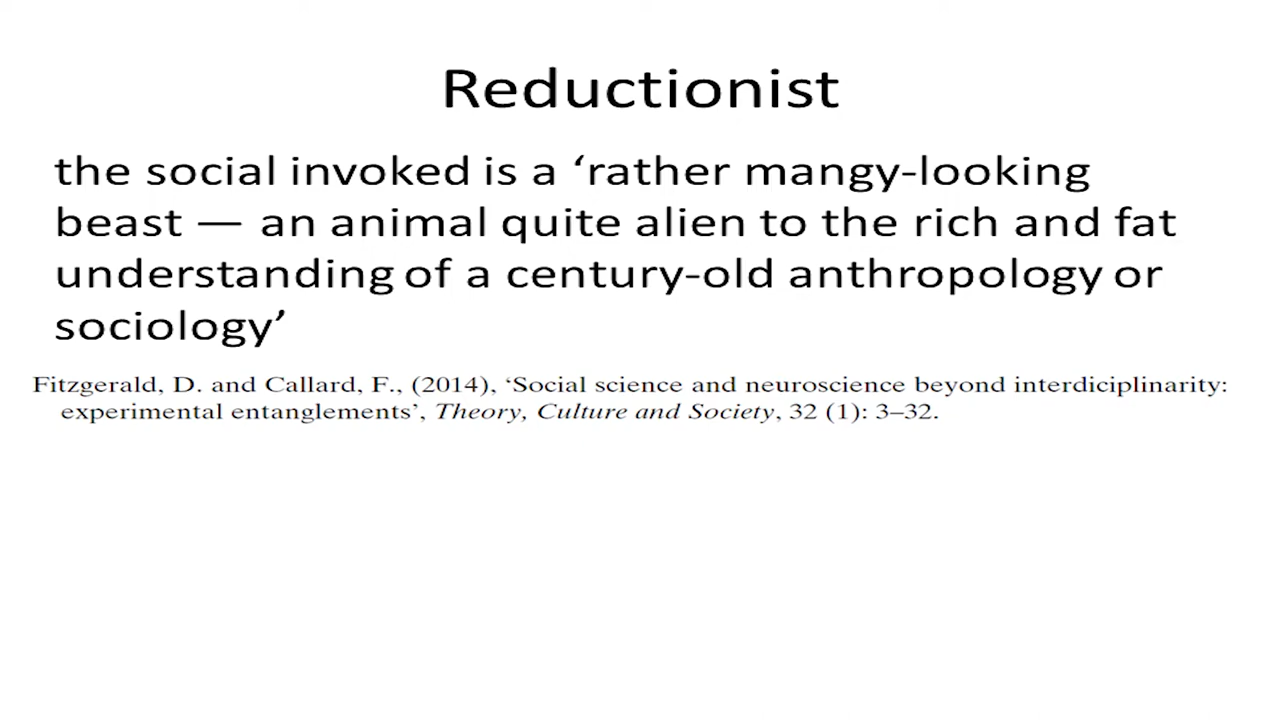 Reductionist
the social invoked is a ‘rather mangy-looking
beast — an animal quite alien to the rich and fat
understanding of a century-old anthropology or
sociology’
Fitzgerald, D. and Callard, F., (2014), ‘Social science and neuroscience beyond interdiciplinarity:
experimental entanglements’, Theory, Culture and Society, 32 (1): 3–32.